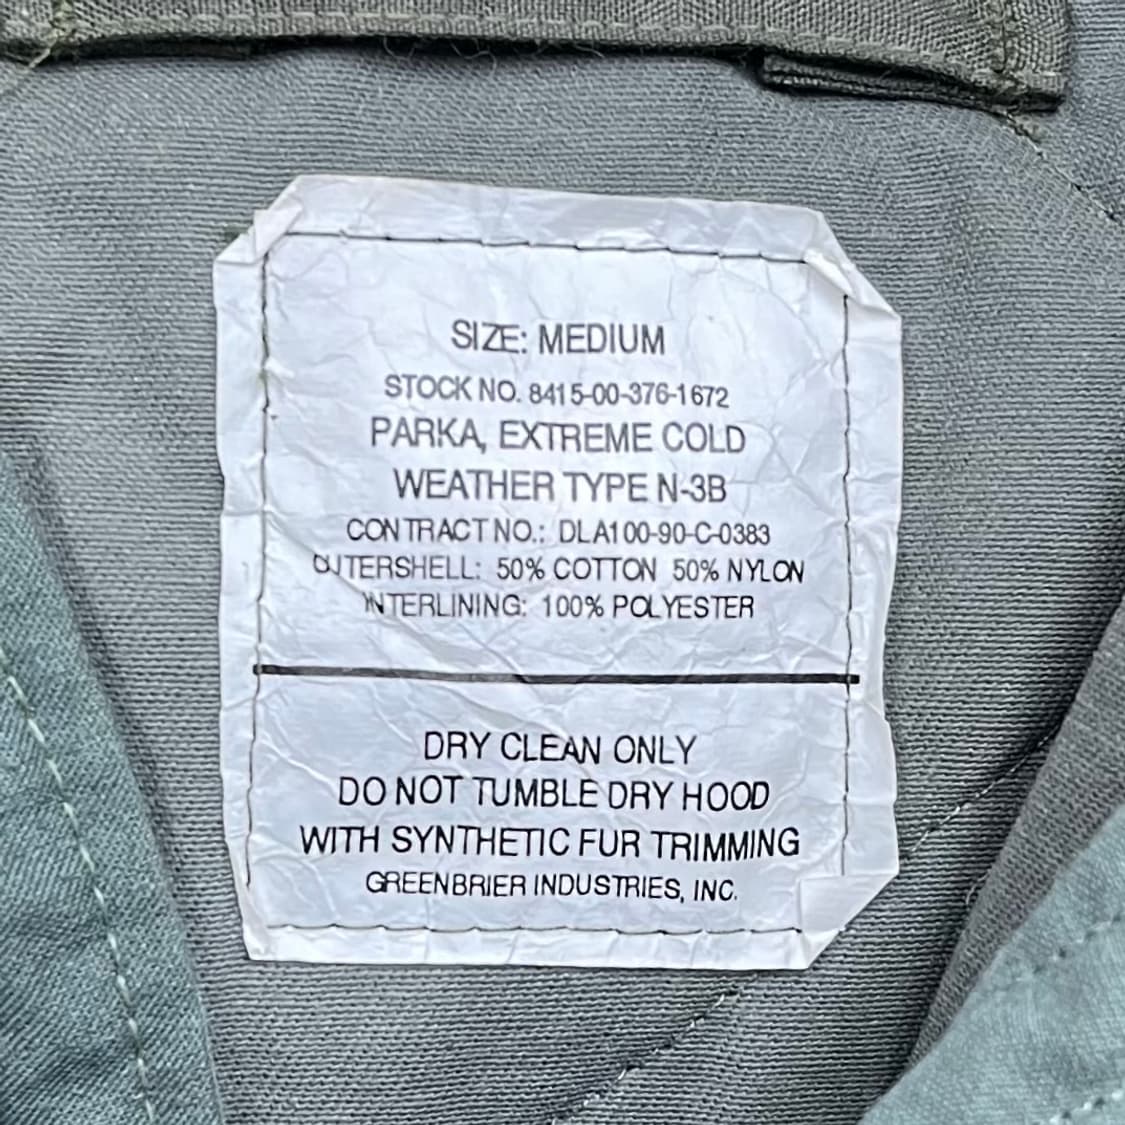 SIZE: MEDIUM
STOCK NO. 8415-00-376-1672
PARKA, EXTREME COLD
WEATHER TYPE N-3B
CONTRACT NO.: DLA100-90-C-0383
OUTERSHELL: 50% COTTON 50% NYLON
INTERLINING: 100% POLYESTER
DRY CLEAN ONLY
DO NOT TUMBLE DRY HOOD
WITH SYNTHETIC FUR TRIMMING
GREENBRIER INDUSTRIES, INC.